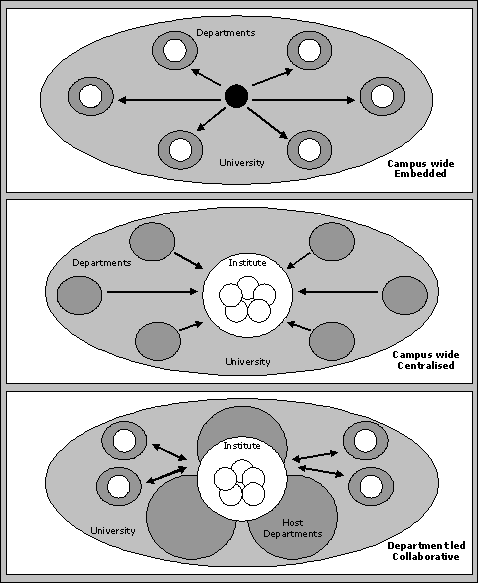 Departments
University
Campus wide
Embedded
Departments
Institute
University
Campus wide
Centralised
Institute
University
Host
Departments
Department led
Collaborative